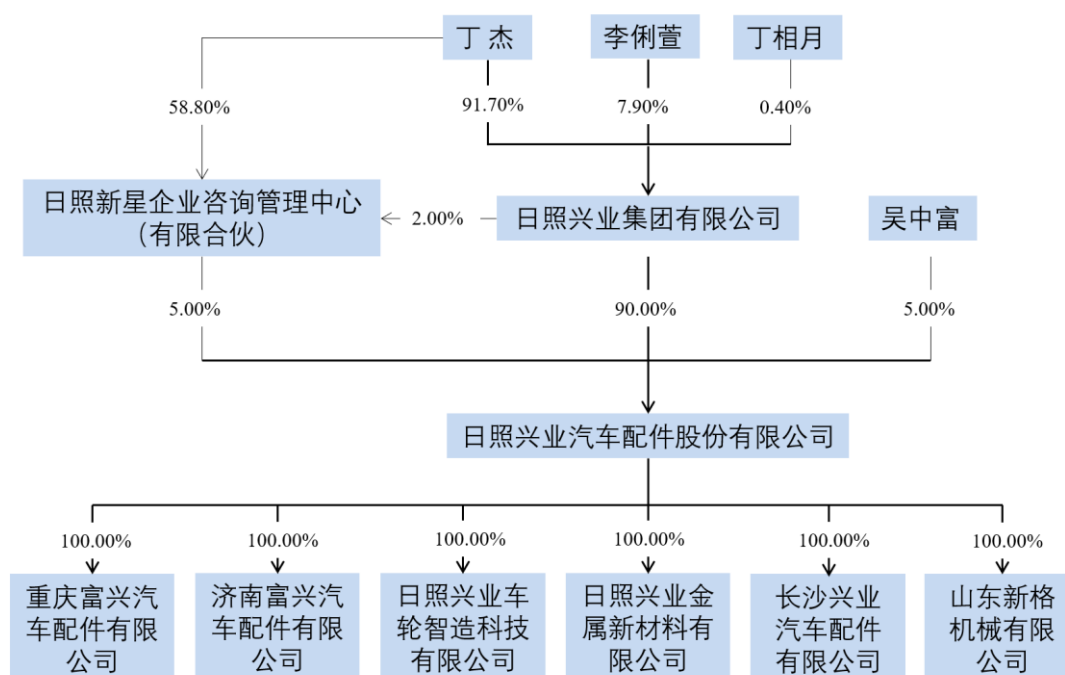 丁 杰
李俐萱
丁相月
58.80%
91.70%
7.90%
0.40%
日照新星企业咨询管理中心
（有限合伙）
2.00%
日照兴业集团有限公司
吴中富
5.00%
90.00%
5.00%
日照兴业汽车配件股份有限公司
100.00%
100.00%
100.00%
100.00%
100.00%
100.00%
重庆富兴汽
车配件有限
公司
济南富兴汽
车配件有限
公司
日照兴业车
轮智造科技
有限公司
日照兴业金
属新材料有
限公司
长沙兴业
汽车配件
有限公司
山东新格
机械有限
公司